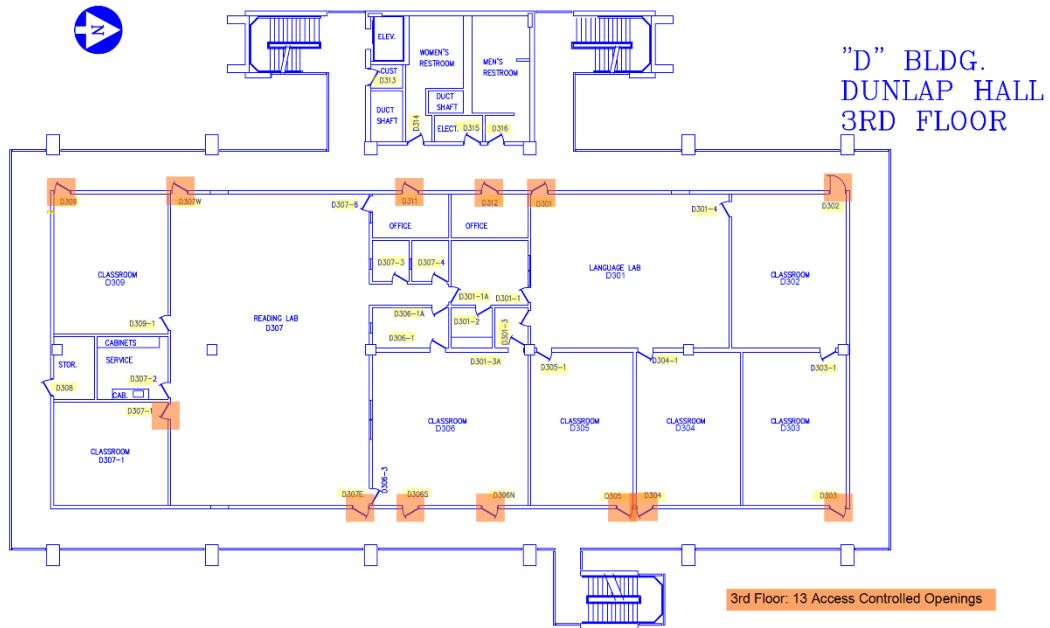 N
"D" BLDG.
DUNLAP HALL
3RD FLOOR
ELEV.
WOMEN'S
RESTROOM
MEN'S
RESTROOM
CUST
D313
DUCT
SHAFT
DUCT
SHAFT
D314
ELECT.
D315
D316
D309
D307W
D307-6
D311
D312
D301
D301-4
D302
OFFICE
OFFICE
CLASSROOM
D309
D307-3
D307-4
LANGUAGE LAB
D301
CLASSROOM
D302
D301-1A
D301-1
READING LAB
D307
D309-1
D306-1A
D301-2
D301-3
D306-1
CABINETS
STOR.
SERVICE
D301-3A
D305-1
D304-1
D303-1
D308
D307-2
CAB.
D307-1
CLASSROOM
D307-1
CLASSROOM
D306
CLASSROOM
D305
CLASSROOM
D304
CLASSROOM
D303
D306-3
D307E
D306S
D306N
D305
D304
D303
3rd Floor: 13 Access Controlled Openings